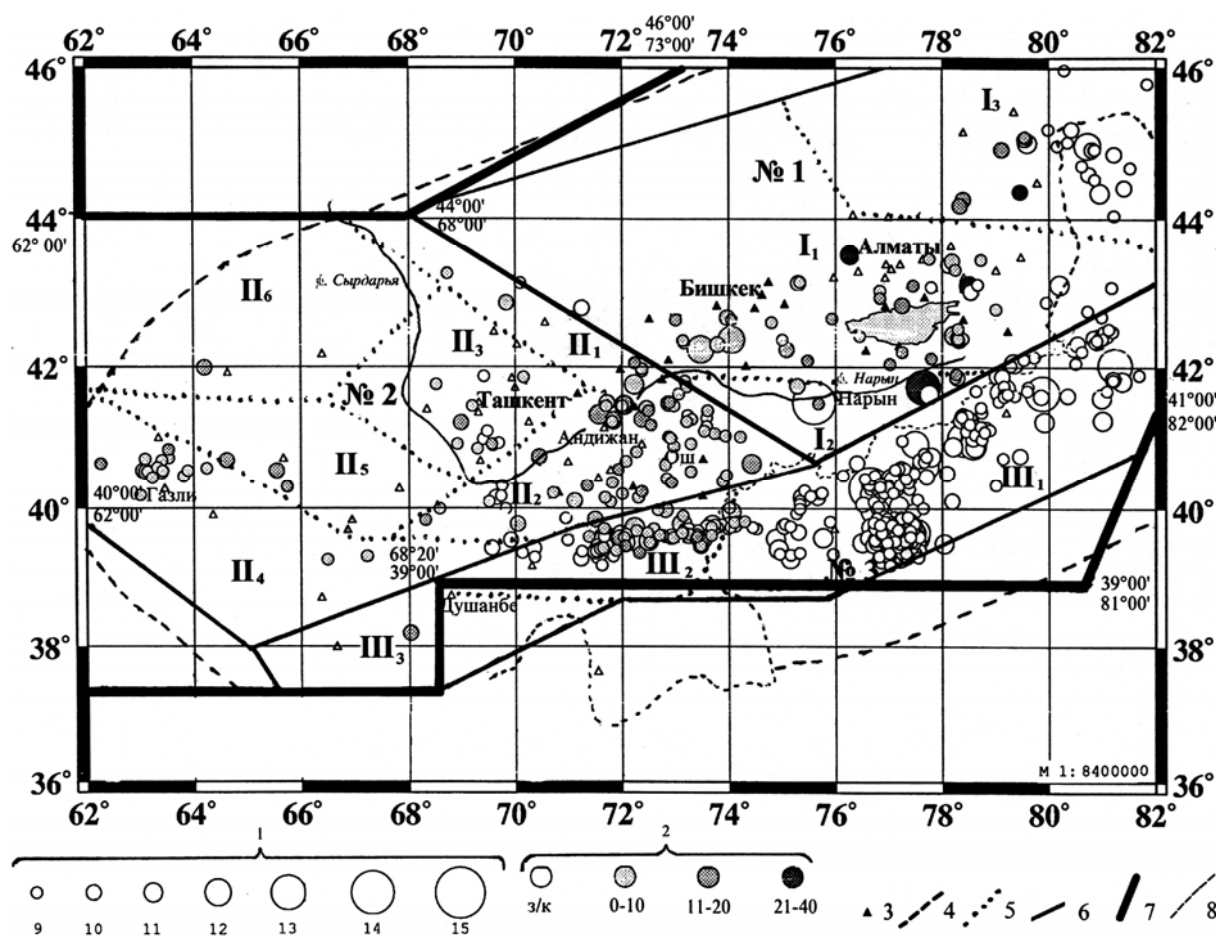 46°00'
73°00'
62° 64° 66° 68° 70° 72° 74° 76° 78° 80° 82°
46° 46°
I₃
№ 1
44° 44°
62° 00'
44°00'
68°00'
I₁ Алматы
Сырдарья
II₆
Бишкек
II₃ II₁
42° 42°
№ 2 Ташкент
Нарын
Нарын
41°00'
82°00'
Андижан
I₂
Ош
II₅
Газли
II₂
III₁
40°00'
62°00'
40° 40°
68°20'
39°00'
II₄
III₂
№ 3
39°00'
81°00'
Душанбе
38° 38°
III₃
М 1:8400000
36° 36°
62° 64° 66° 68° 70° 72° 74° 76° 78° 80° 82°
1 2
9 10 11 12 13 14 15
з/к 0-10 11-20 21-40
3 4 5 6 7 8